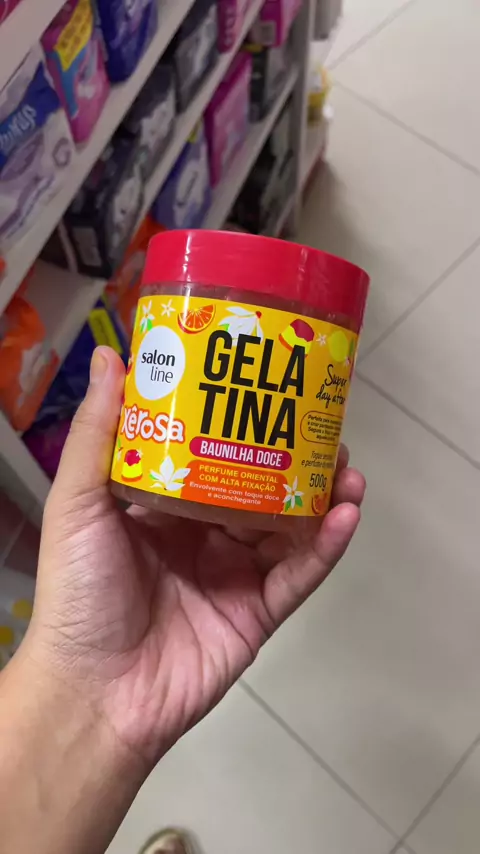 salon
line
Xêrosa
GELA
TINA
BAUNILHA DOCE
PERFUME ORIENTAL
COM ALTA FIXAÇÃO
Envolvente com toque doce
e aconchegante
Super
day after
500g